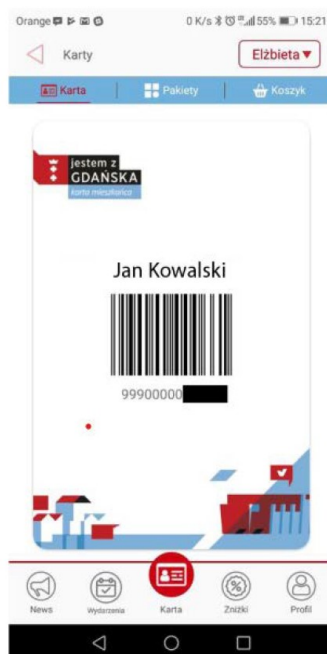 Orange 0 K/s 55% 15:21
Karty Elżbieta
Karta Pakiety Koszyk
jestem z
GDAŃSKA
karta mieszkańca
Jan Kowalski
99900000
News Wydarzenia Karta Zniżki Profil